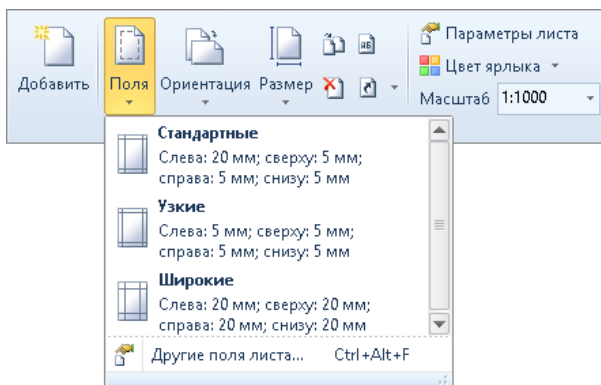 Добавить
Поля
Ориентация
Размер
АБ
Параметры листа
Цвет ярлыка
Масштаб 1:1000
Стандартные
Слева: 20 мм; сверху: 5 мм;
справа: 5 мм; снизу: 5 мм
Узкие
Слева: 5 мм; сверху: 5 мм;
справа: 5 мм; снизу: 5 мм
Широкие
Слева: 20 мм; сверху: 20 мм;
справа: 20 мм; снизу: 20 мм
Другие поля листа... Ctrl+Alt+F